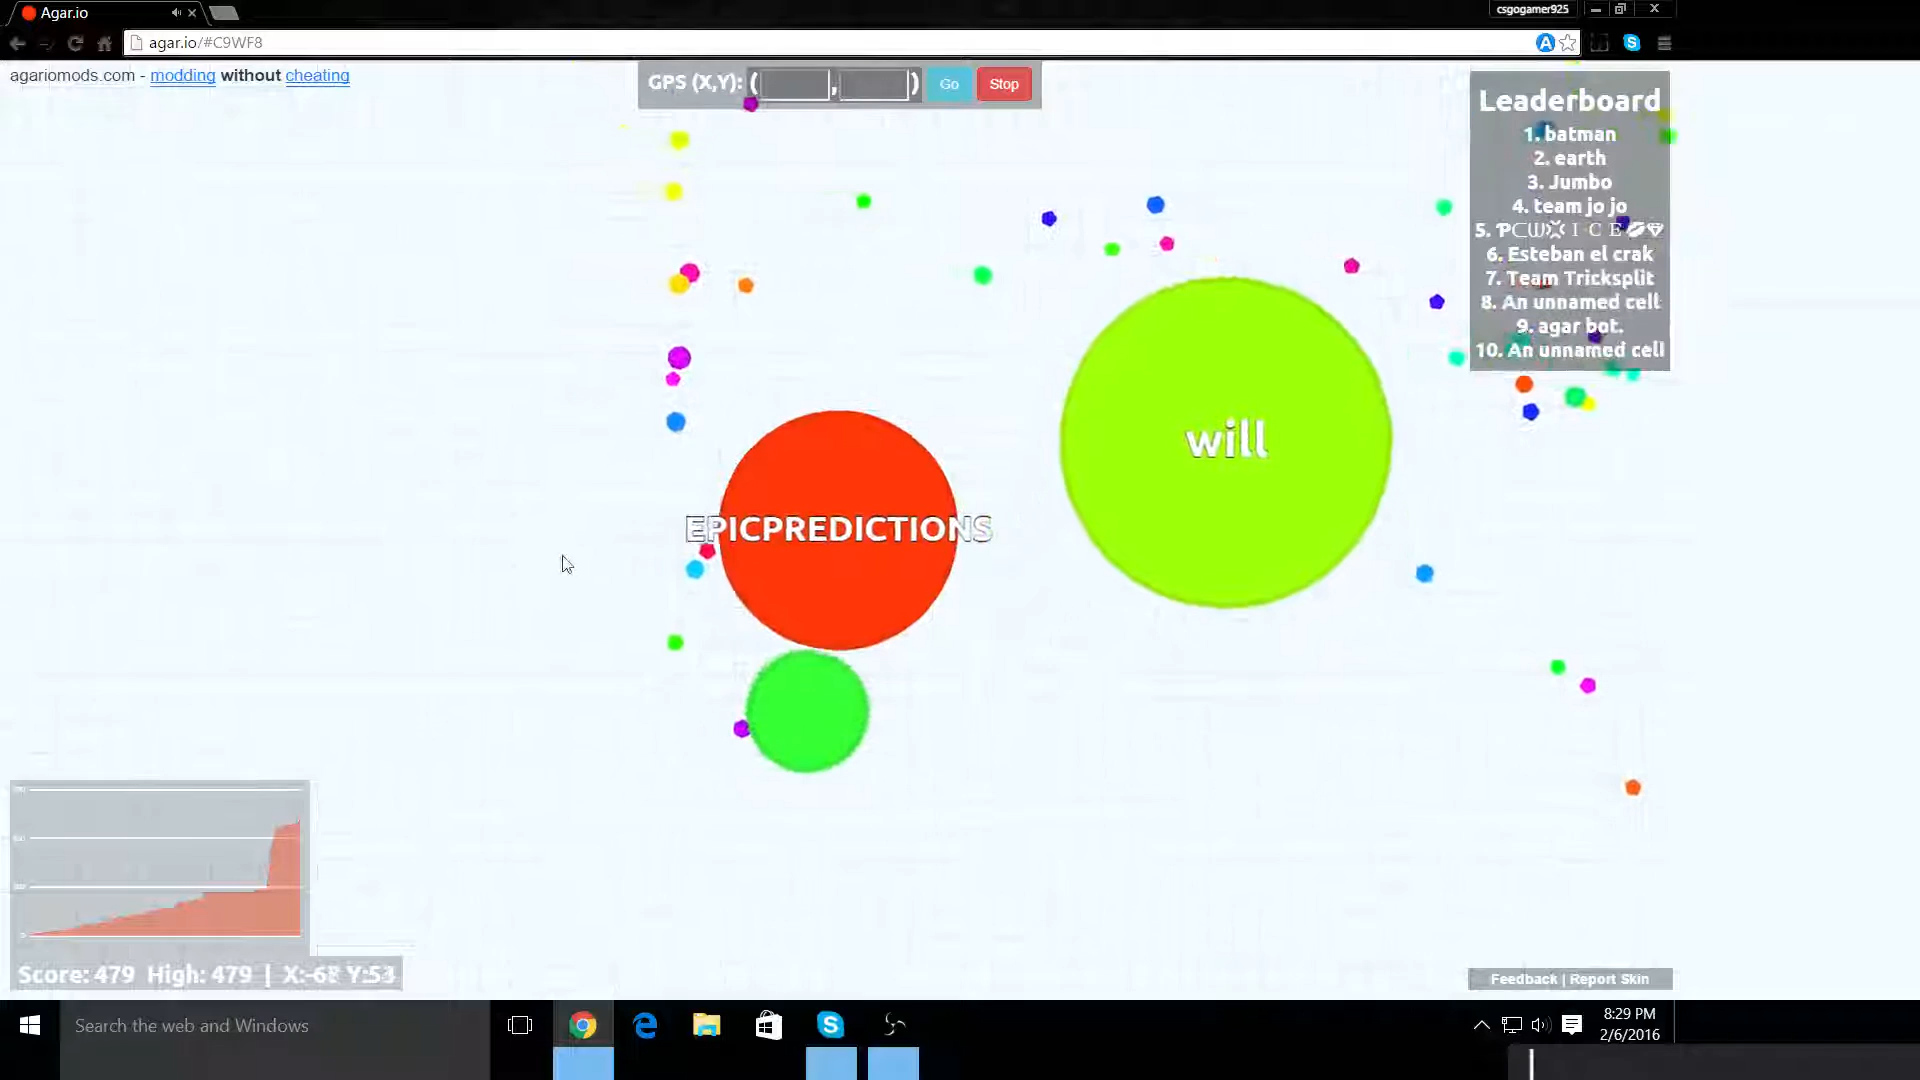 Agar.io
csgogamer925
agar.io/#C9WF8
agariomods.com - modding without cheating
GPS (X,Y): ( , ) Go Stop
Leaderboard
1. batman
2. earth
3. Jumbo
4. team jo jo
5.
6. Esteban el crak
7. Team Tricksplit
8. An unnamed cell
9. agar bot.
10. An unnamed cell
will
EPICPREDICTIONS
Score: 479 High: 479 | X:-68 Y:53
Feedback | Report Skin
Search the web and Windows
8:29 PM
2/6/2016